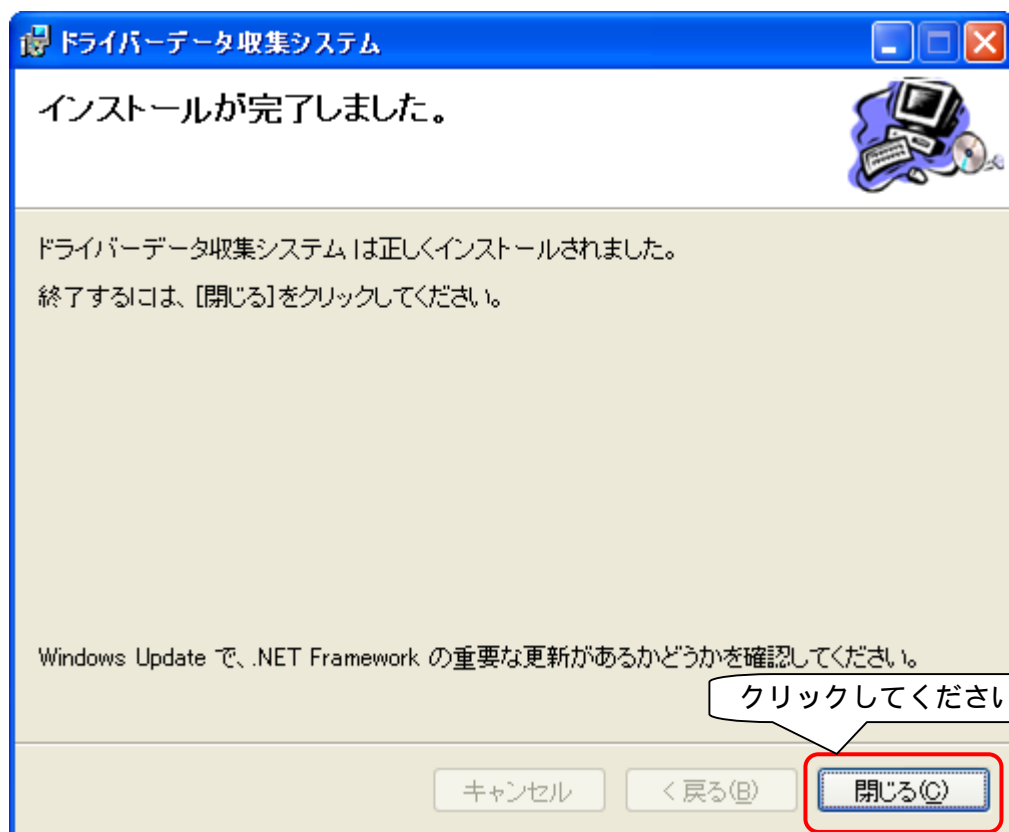 ドライバーデータ収集システム
インストールが完了しました。
ドライバーデータ収集システム は正しくインストールされました。
終了するには、[閉じる]をクリックしてください。
Windows Update で、.NET Framework の重要な更新があるかどうかを確認してください。
クリックしてくださ
キャンセル
< 戻る(B)
閉じる(C)